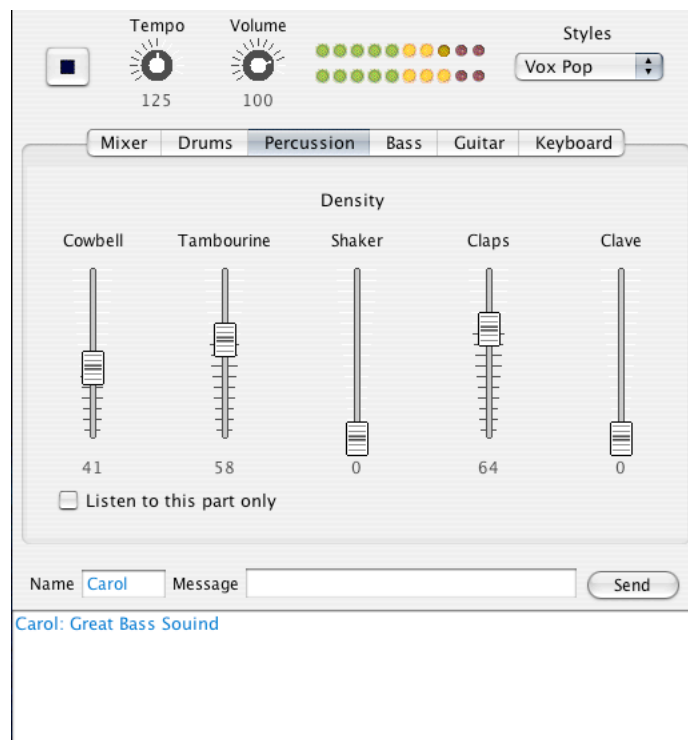 Tempo Volume Styles
Vox Pop
125 100
Mixer Drums Percussion Bass Guitar Keyboard
Density
Cowbell Tambourine Shaker Claps Clave
41 58 0 64 0
Listen to this part only
Name Carol Message Send
Carol: Great Bass Souind